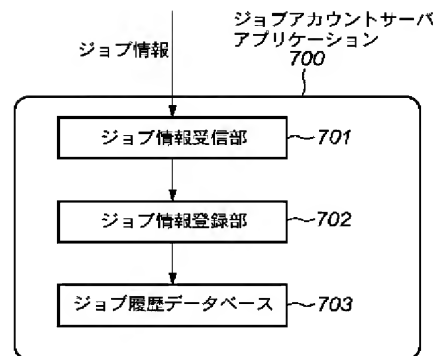 ジョブアカウントサーバ
アプリケーション
700
ジョブ情報
ジョブ情報受信部
701
ジョブ情報登録部
702
ジョブ履歴データベース
703